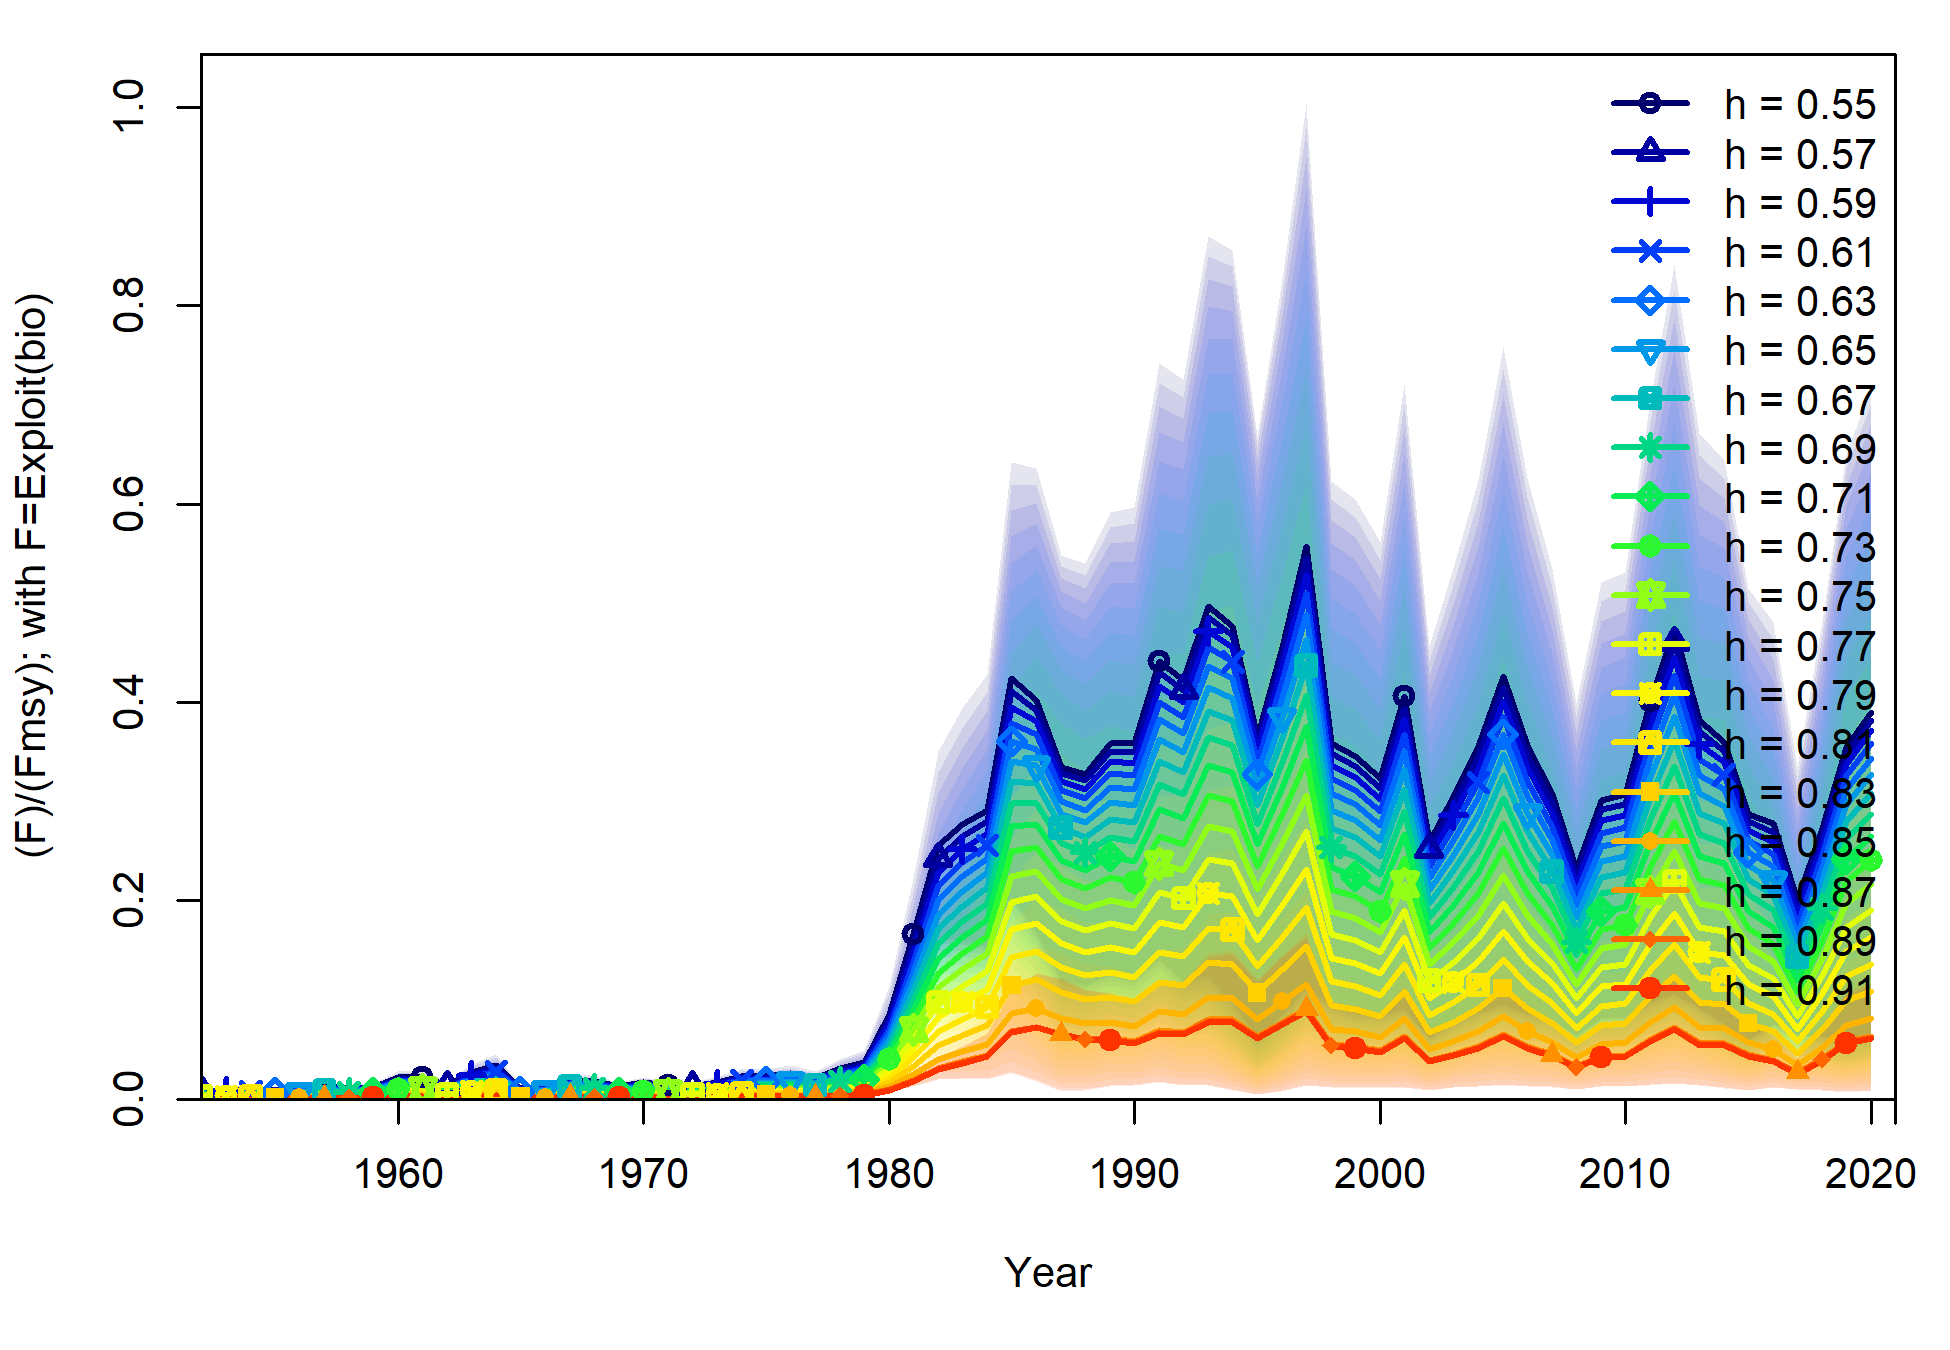 (F)/(Fmsy); with F=Exploit(bio)
1.0
0.8
0.6
0.4
0.2
0.0
h = 0.55
h = 0.57
h = 0.59
h = 0.61
h = 0.63
h = 0.65
h = 0.67
h = 0.69
h = 0.71
h = 0.73
h = 0.75
h = 0.77
h = 0.79
h = 0.81
h = 0.83
h = 0.85
h = 0.87
h = 0.89
h = 0.91
1960 1970 1980 1990 2000 2010 2020
Year